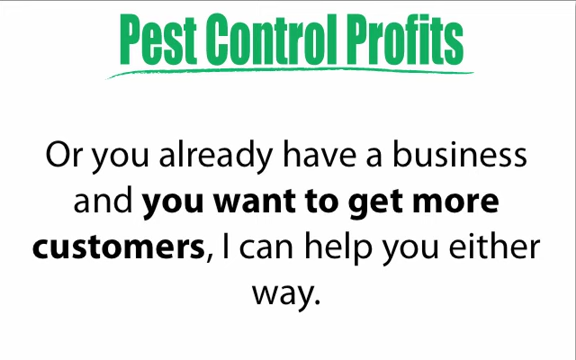 Pest Control Profits
Or you already have a business
and you want to get more
customers, I can help you either
way.